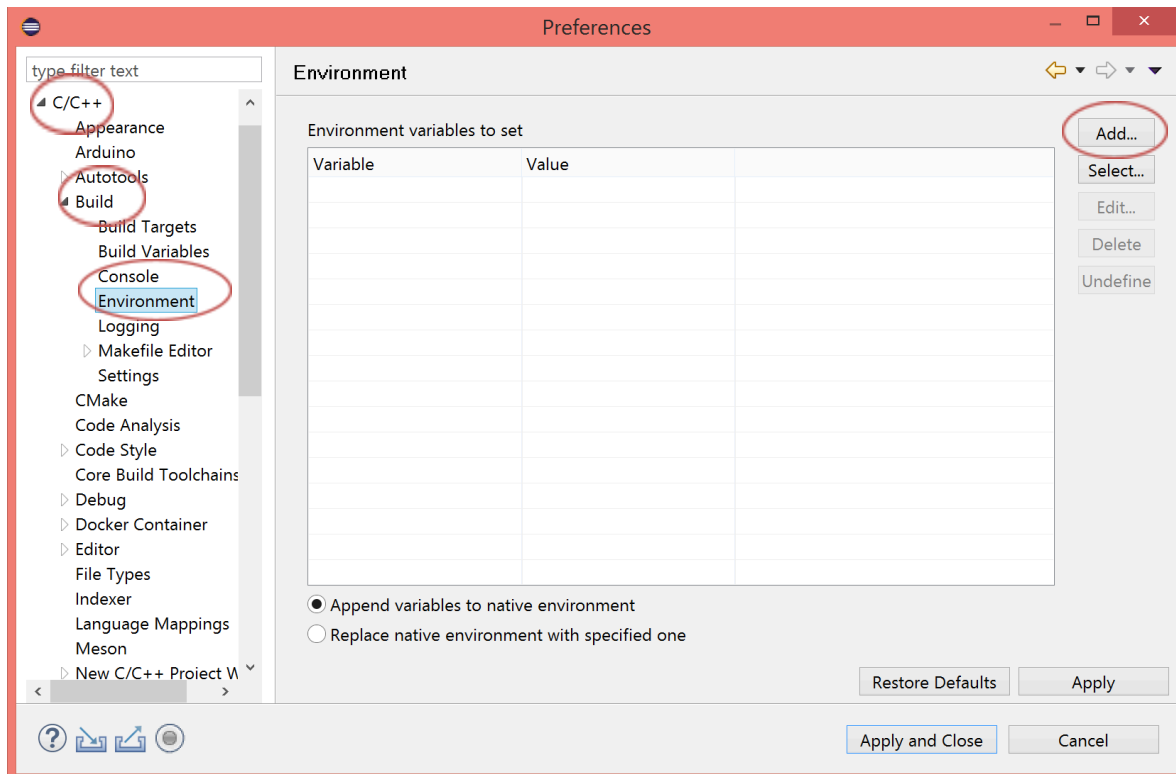 Preferences
type filter text
C/C++
Appearance
Arduino
Autotools
Build
Build Targets
Build Variables
Console
Environment
Logging
Makefile Editor
Settings
CMake
Code Analysis
Code Style
Core Build Toolchains
Debug
Docker Container
Editor
File Types
Indexer
Language Mappings
Meson
New C/C++ Project W
Environment
Environment variables to set
Variable Value
Add...
Select...
Edit...
Delete
Undefine
Append variables to native environment
Replace native environment with specified one
Restore Defaults Apply
Apply and Close Cancel